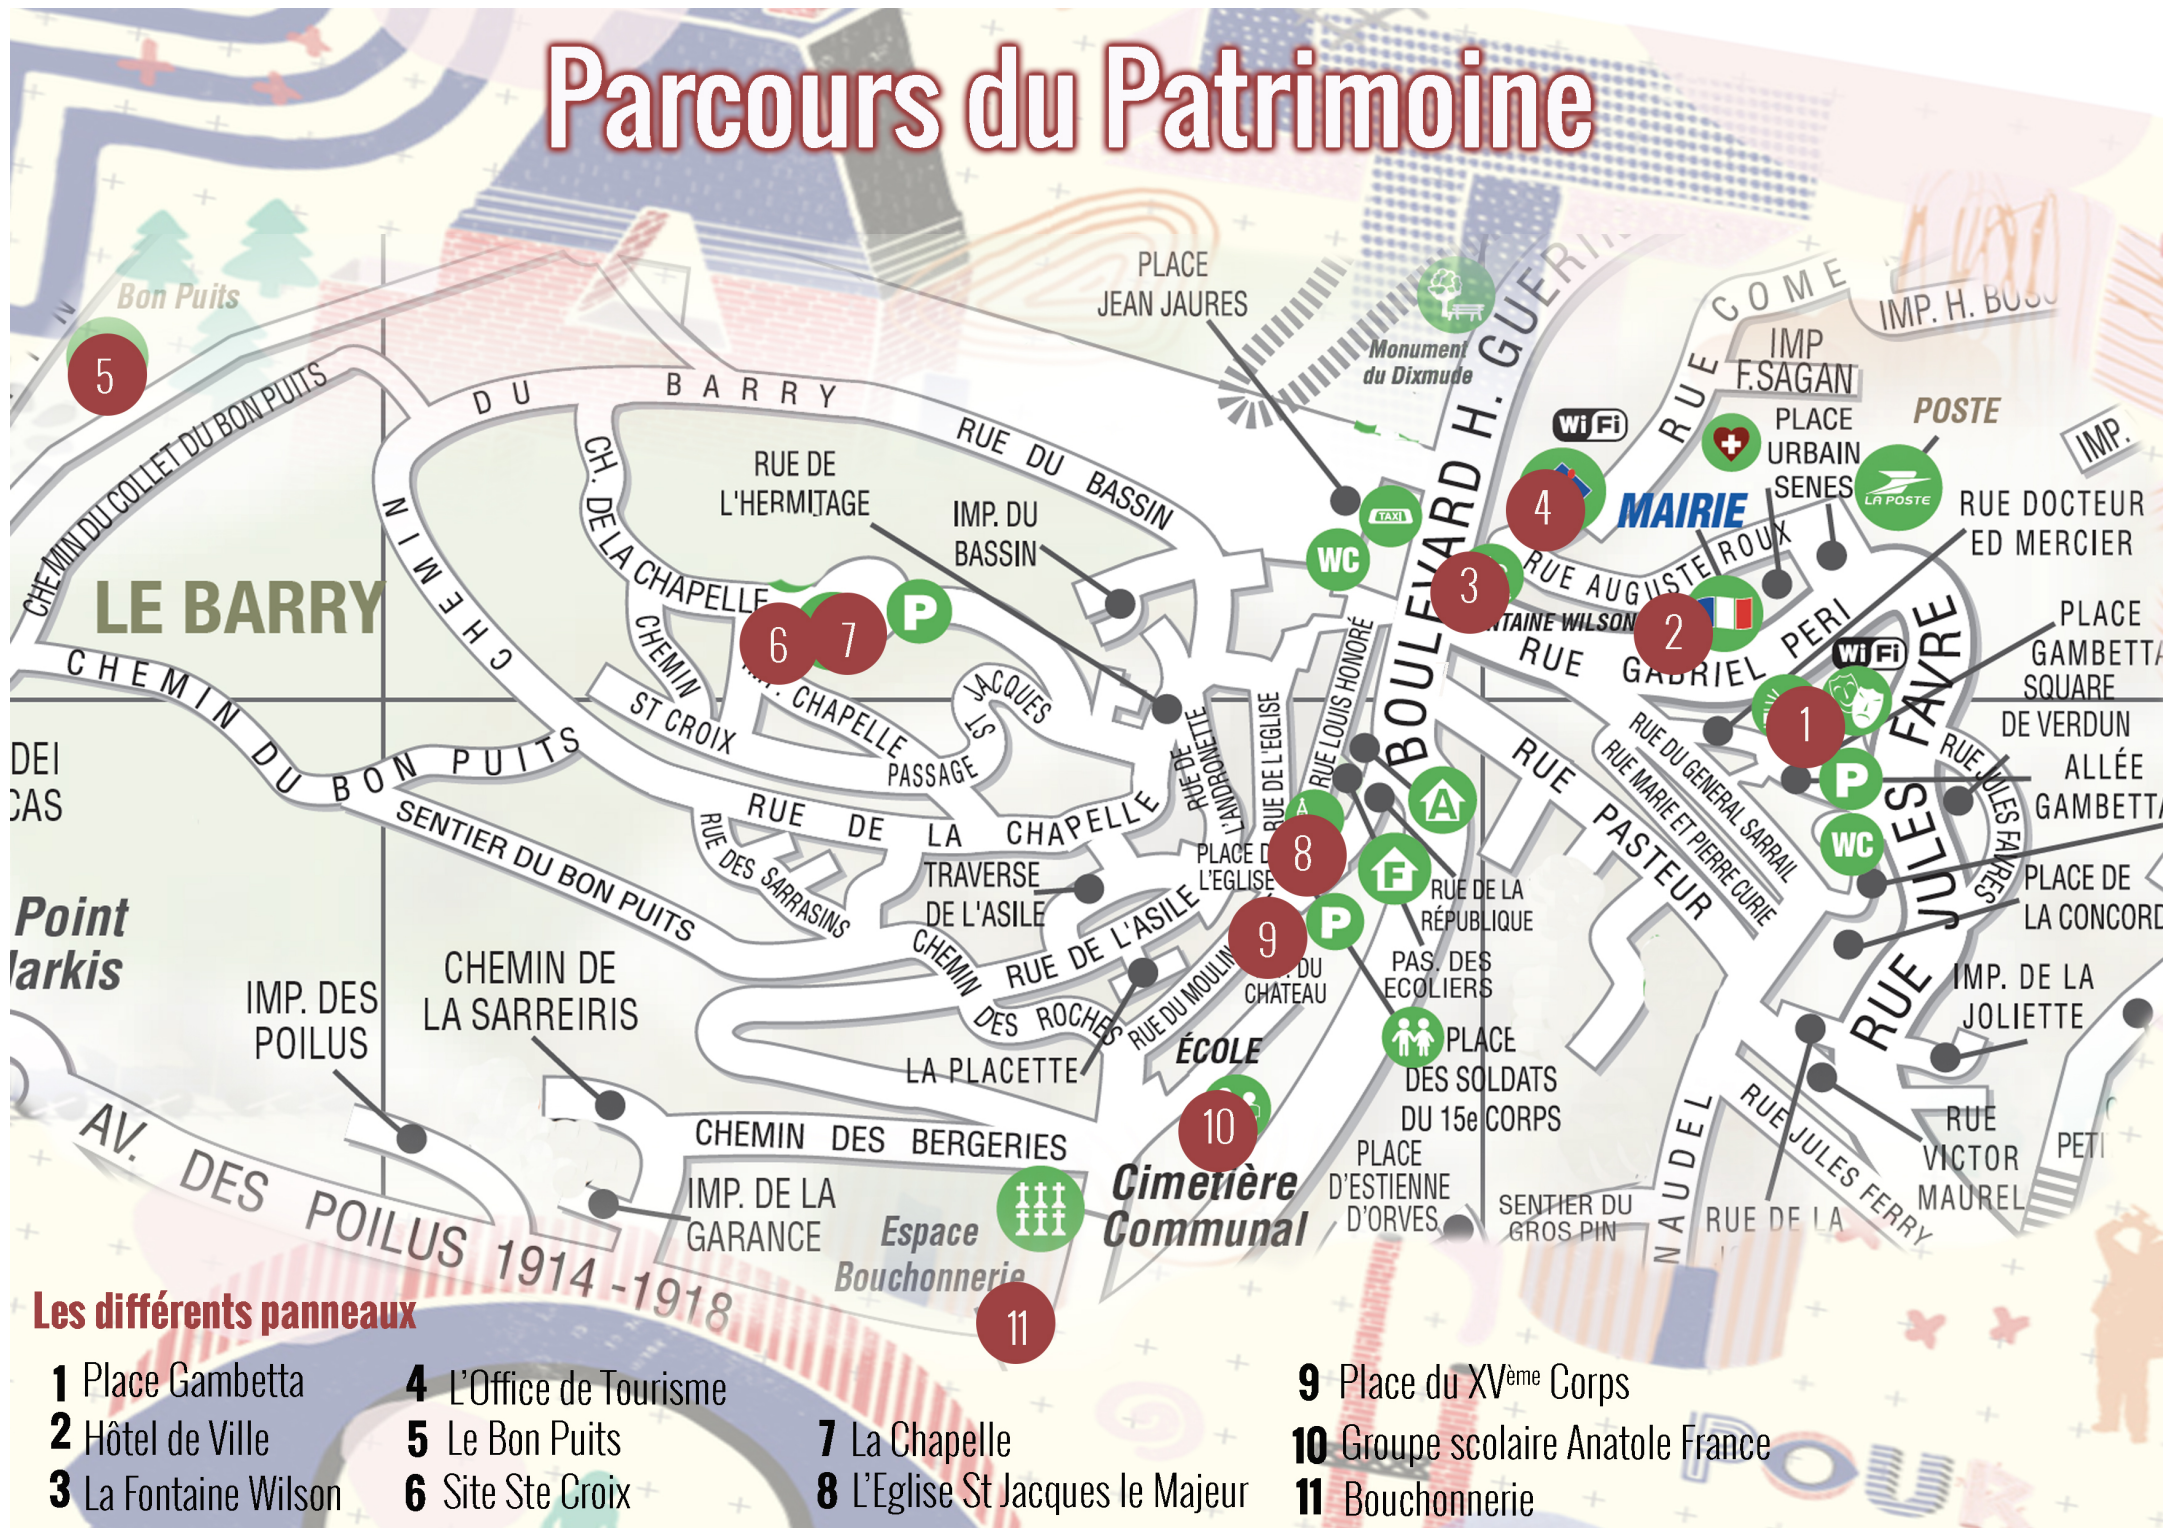 Parcours du Patrimoine
Bon Puits
5
CHEMIN DU COLLET DU BON PUITS
LE BARRY
CHEMIN DU BARRY
CHEMIN DU BON PUITS
PLACE
JEAN JAURES
Monument
du Dixmude
BOULEVARD H. GUERIN
RUE COME
IMP. H. BOSC
IMP
F.SAGAN
WiFi
PLACE
URBAIN
SENES
POSTE
LA POSTE
IMP.
RUE DU BASSIN
CH. DE LA CHAPELLE
RUE DE
L'HERMITAGE
IMP. DU
BASSIN
TAXI
WC
4
MAIRIE
RUE DOCTEUR
ED MERCIER
3
RUE AUGUSTE ROUX
NTAINE WILSON
2
RUE GABRIEL PERI
PLACE
GAMBETTA
SQUARE
DE VERDUN
ALLÉE
GAMBETTA
WiFi
1
P
WC
RUE JULES FAVRE
RUE JULES FAVRES
6
7
P
CHEMIN
ST CROIX
CHAPELLE
PASSAGE
ST JACQUES
RUE DE LA CHAPELLE
RUE DE
L'ANDRONETTE
RUE DE L'EGLISE
RUE LOUIS HONORÉ
RUE PASTEUR
RUE DU GENERAL SARRAIL
RUE MARIE ET PIERRE CURIE
A
F
8
PLACE D
L'EGLISE
P
9
DU
CHATEAU
RUE DE LA
RÉPUBLIQUE
PAS. DES
ECOLIERS
PLACE DE
LA CONCORD
IMP. DE LA
JOLIETTE
DEI
CAS
Point
arkis
SENTIER DU BON PUITS
RUE DES SARRASINS
TRAVERSE
DE L'ASILE
RUE DE L'ASILE
CHEMIN DES ROCHES
RUE DU MOULIN
LA PLACETTE
CHEMIN DE
LA SARREIRIS
IMP. DES
POILUS
ÉCOLE
10
PLACE
DES SOLDATS
DU 15e CORPS
PLACE
D'ESTIENNE
D'ORVES
SENTIER DU
GROS PIN
NAUDEL
RUE DE LA
RUE JULES FERRY
RUE
VICTOR
MAUREL
PETI
CHEMIN DES BERGERIES
IMP. DE LA
GARANCE
Cimetière
Communal
Espace
Bouchonnerie
11
AV. DES POILUS 1914-1918
Les différents panneaux
1 Place Gambetta
2 Hôtel de Ville
3 La Fontaine Wilson
4 L'Office de Tourisme
5 Le Bon Puits
6 Site Ste Croix
7 La Chapelle
8 L'Eglise St Jacques le Majeur
9 Place du XVème Corps
10 Groupe scolaire Anatole France
11 Bouchonnerie
POUR